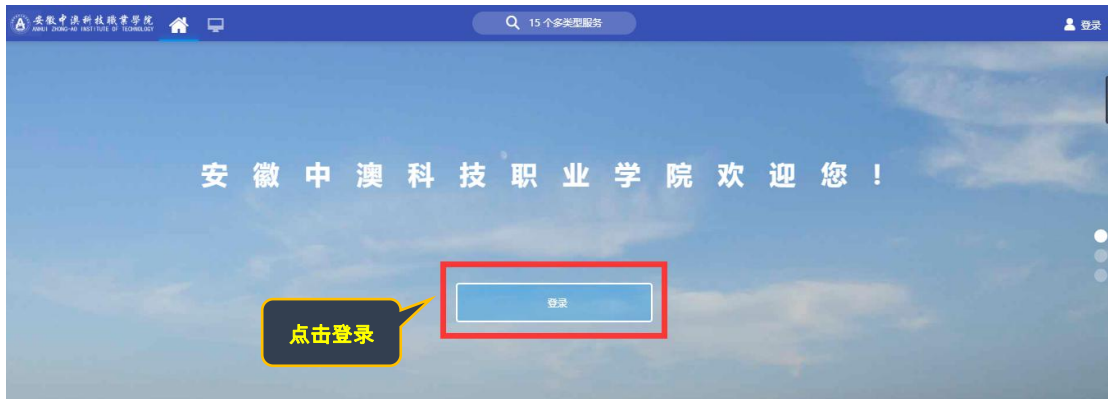 安徽中澳科技職業学院
ANHUI ZHONG-AO INSTITUTE OF TECHNOLOGY
15 个多类型服务
登录
安徽中澳科技职业学院欢迎您！
登录
点击登录